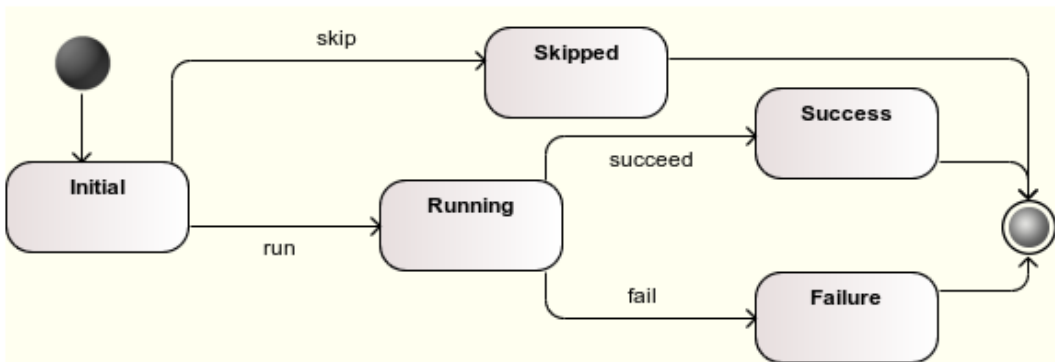 skip
Skipped
Success
succeed
Initial
Running
run
fail
Failure